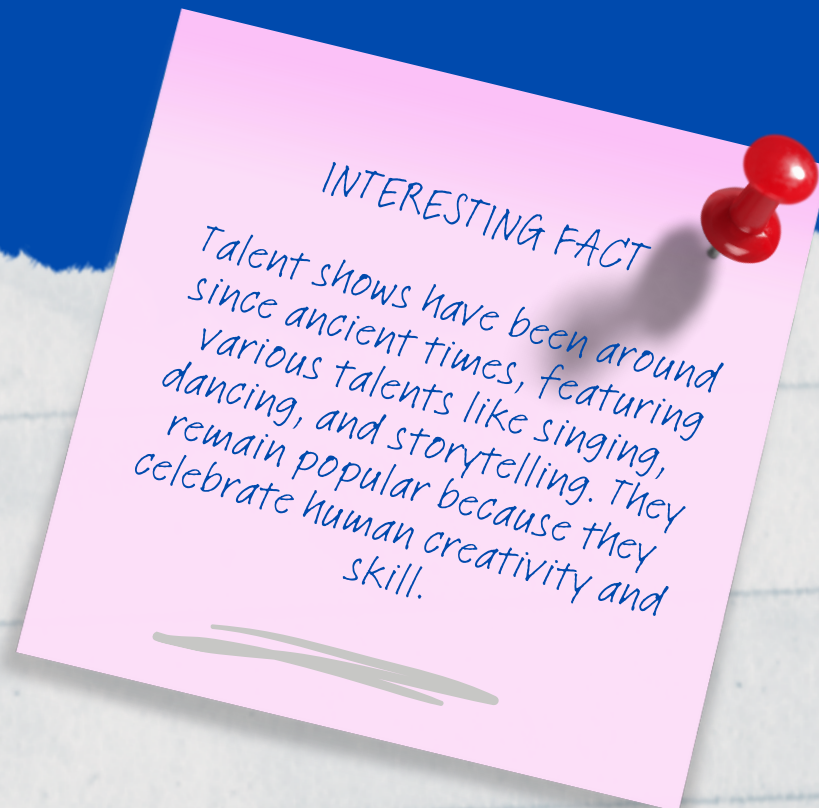 INTERESTING FACT
Talent shows have been around
since ancient times, featuring
various talents like singing,
dancing, and storytelling. They
remain popular because they
celebrate human creativity and
skill.